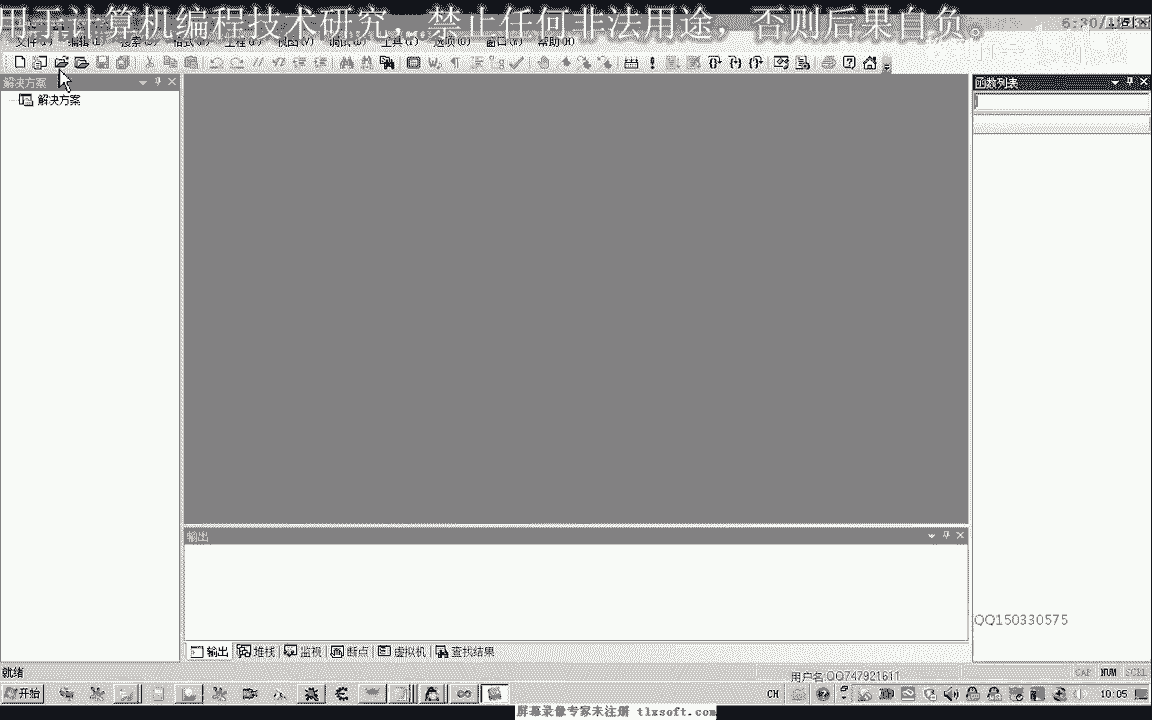 用于计算机编程技术研究，禁止任何非法用途，否则后果自负。
文件(F) 编辑(E) 搜索(S) 格式(O) 工程(P) 视图(V) 调试(D) 工具(T) 选项(O) 窗口(W) 帮助(H)
解决方案
解决方案
函数列表
输出
QQ150330575
输出 堆栈 监视 断点 虚拟机 查找结果
就绪
用户名:QQ747921611
CAP NUM SCRL
开始
CH
10:05
屏幕录像专家未注册 tlxsoft.com